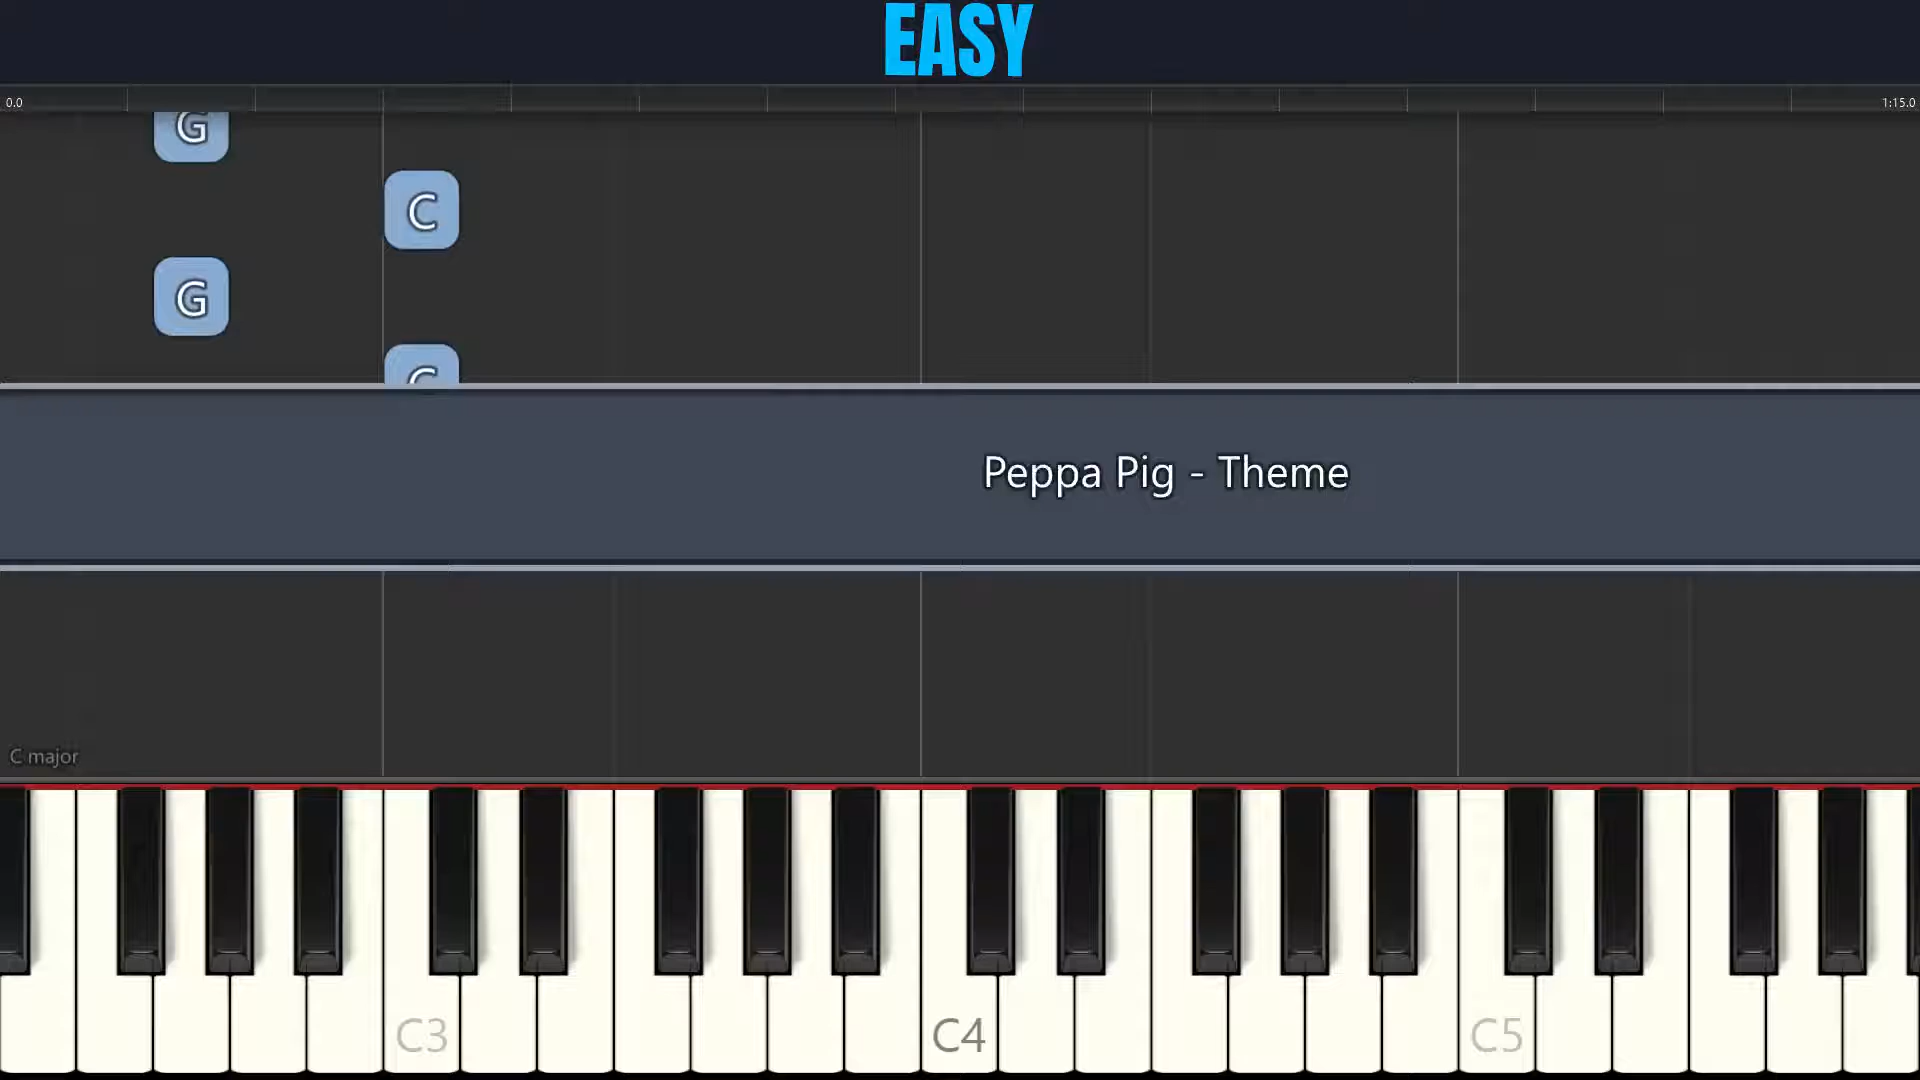 EASY
0.0 1:15.0
G
C
G
C
Peppa Pig - Theme
C major
C3 C4 C5